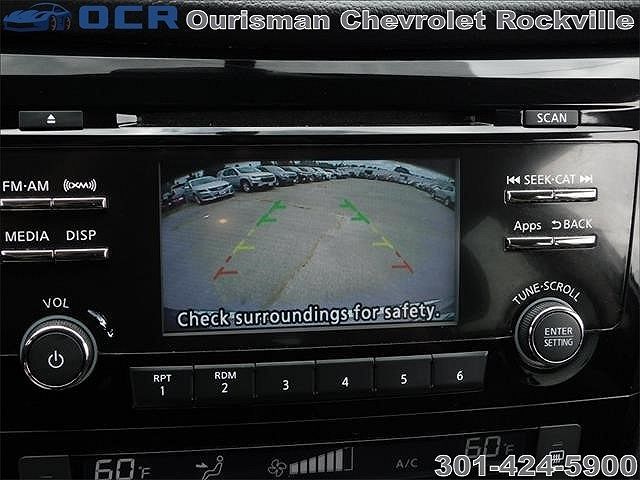 OCR Ourisman Chevrolet Rockville
SCAN
FM·AM ((XM))
SEEK·CAT
MEDIA DISP
Apps BACK
VOL
TUNE·SCROLL
ENTER
SETTING
Check surroundings for safety.
RPT
1
RDM
2
3
4
5
6
60°F
A/C
60°F
301-424-5900